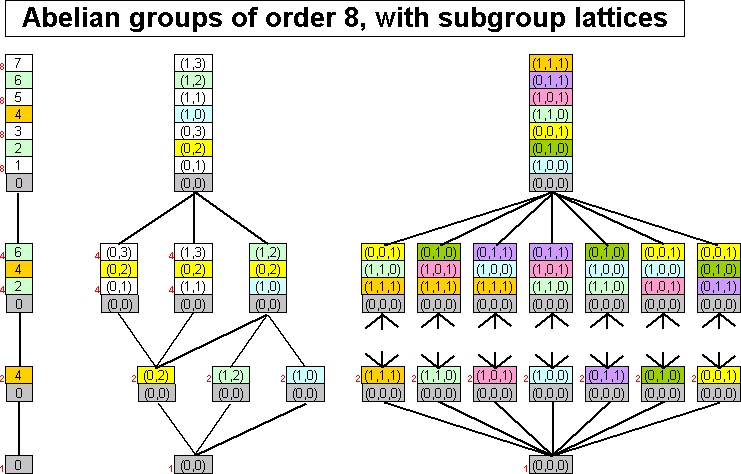 Abelian groups of order 8, with subgroup lattices
8 7 (1,3) (1,1,1)
6 (1,2) (0,1,1)
8 5 (1,1) (1,0,1)
4 (1,0) (1,1,0)
8 3 (0,3) (0,0,1)
2 (0,2) (0,1,0)
8 1 (0,1) (1,0,0)
0 (0,0) (0,0,0)
4 6 4 (0,3) 4 (1,3) (1,2) (0,0,1) (0,1,0) (0,1,1) (0,1,1) (0,1,0) (0,0,1) (0,0,1)
4 (0,2) (0,2) (0,2) (1,1,0) (1,0,1) (1,0,0) (1,0,1) (1,0,0) (1,0,0) (0,1,0)
4 2 4 (0,1) 4 (1,1) (1,0) (1,1,1) (1,1,1) (1,1,1) (1,1,0) (1,1,0) (1,0,1) (0,1,1)
0 (0,0) (0,0) (0,0) (0,0,0) (0,0,0) (0,0,0) (0,0,0) (0,0,0) (0,0,0) (0,0,0)
2 4 2 (0,2) 2 (1,2) 2 (1,0) 2 (1,1,1) 2 (1,1,0) 2 (1,0,1) 2 (1,0,0) 2 (0,1,1) 2 (0,1,0) 2 (0,0,1)
0 (0,0) (0,0) (0,0) (0,0,0) (0,0,0) (0,0,0) (0,0,0) (0,0,0) (0,0,0) (0,0,0)
1 0 1 (0,0) 1 (0,0,0)